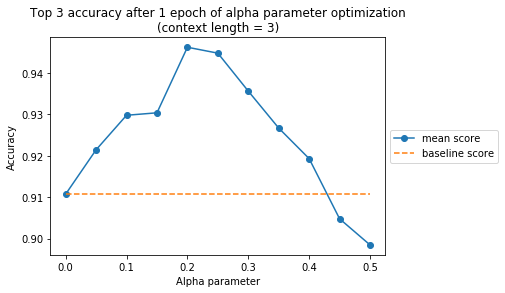 Top 3 accuracy after 1 epoch of alpha parameter optimization
(context length = 3)
Accuracy
0.94
0.93
0.92
0.91
0.90
0.0 0.1 0.2 0.3 0.4 0.5
Alpha parameter
mean score
baseline score